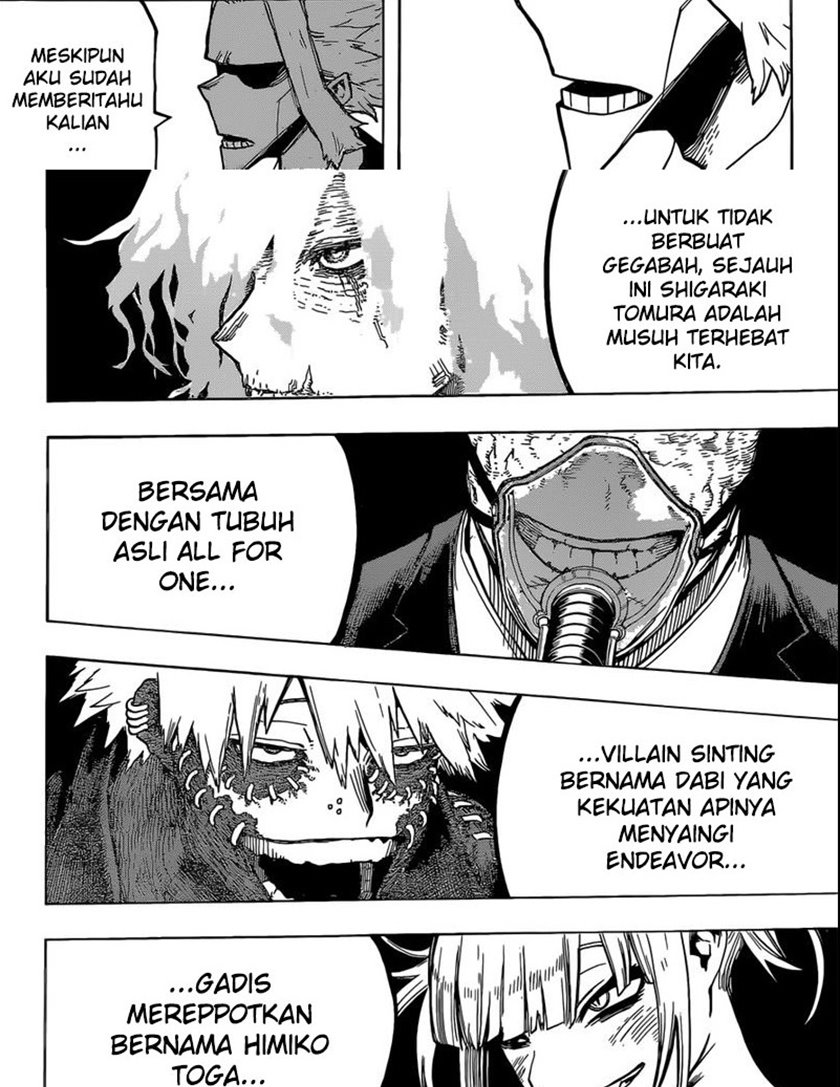 MESKIPUN
AKU SUDAH
MEMBERITAHU
KALIAN
...
...UNTUK TIDAK
BERBUAT
GEGABAH, SEJAUH
INI SHIGARAKI
TOMURA ADALAH
MUSUH TERHEBAT
KITA.
BERSAMA
DENGAN TUBUH
ASLI ALL FOR
ONE...
...VILLAIN SINTING
BERNAMA DABI YANG
KEKUATAN APINYA
MENYAINGI
ENDEAVOR...
...GADIS
MEREPPOTKAN
BERNAMA HIMIKO
TOGA...